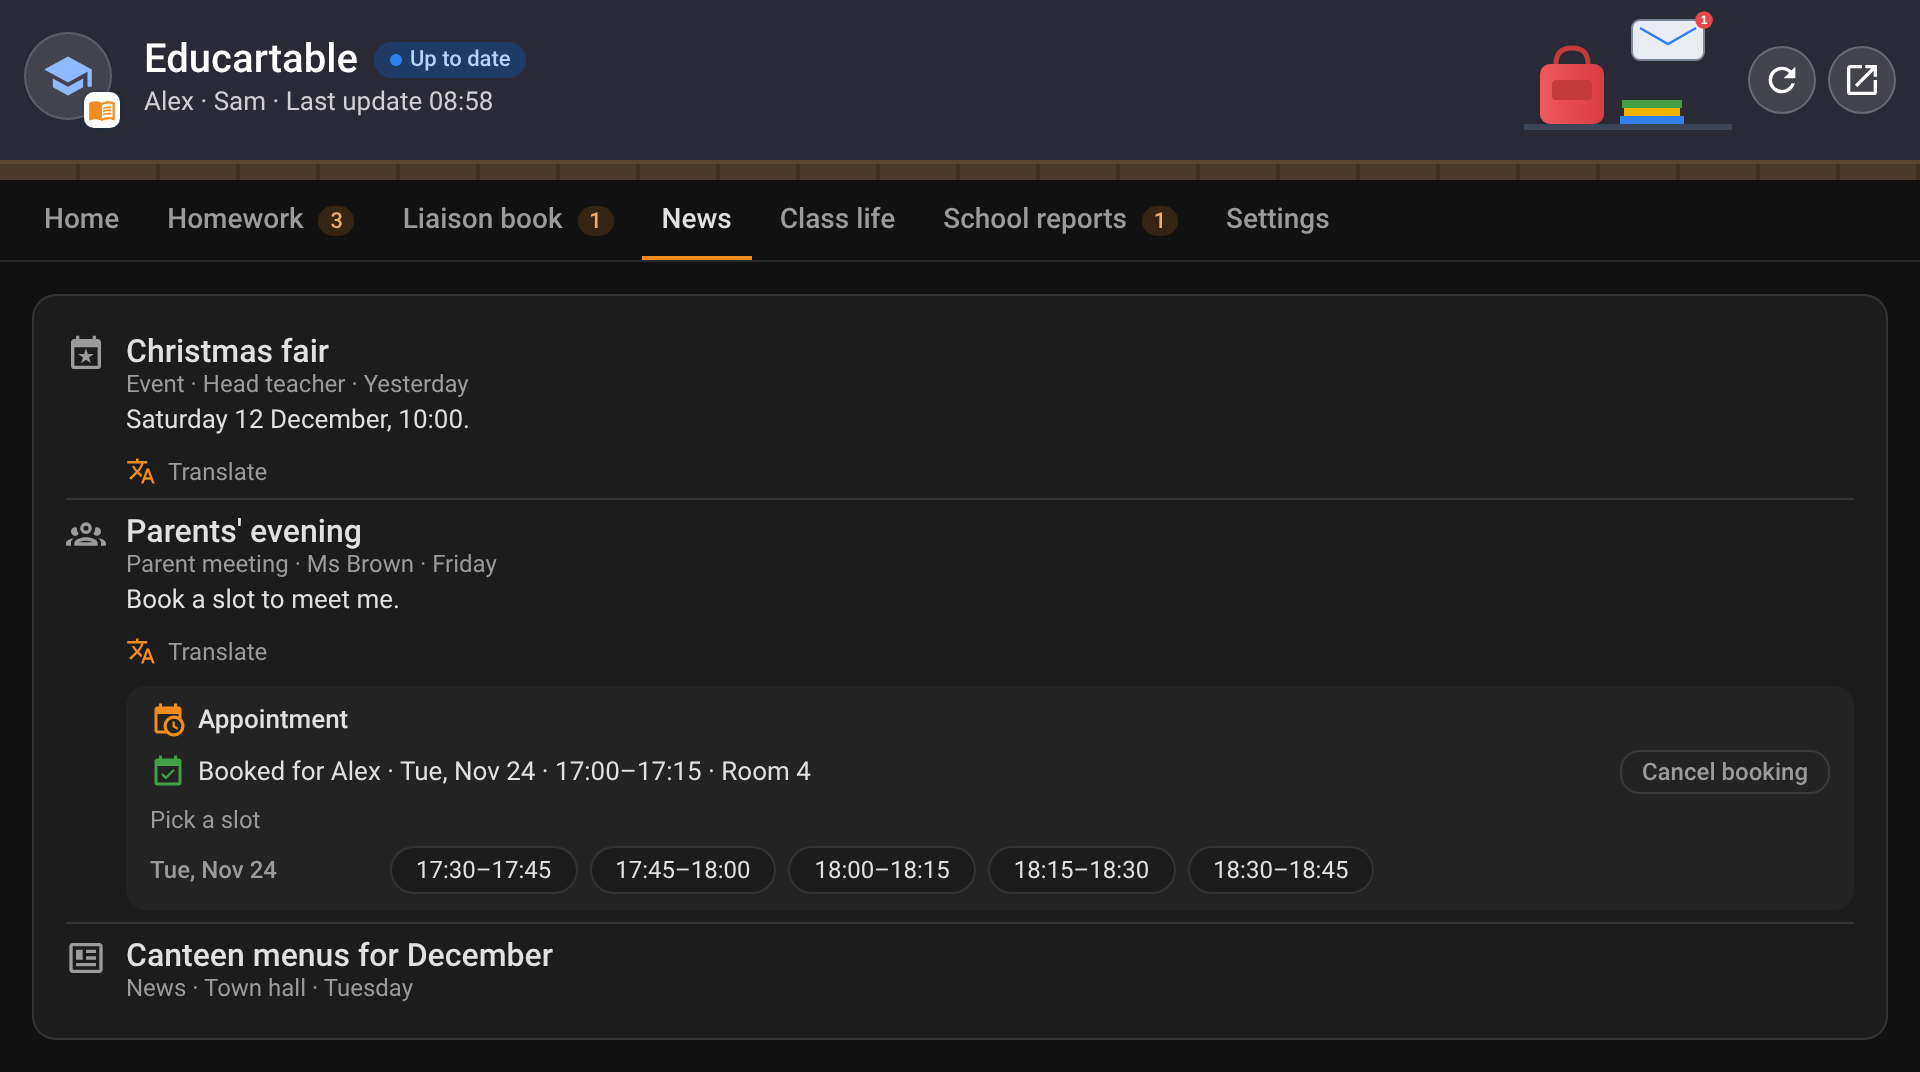 Educartable
Up to date
Alex · Sam · Last update 08:58
1
Home
Homework 3
Liaison book 1
News
Class life
School reports 1
Settings
Christmas fair
Event · Head teacher · Yesterday
Saturday 12 December, 10:00.
Translate
Parents' evening
Parent meeting · Ms Brown · Friday
Book a slot to meet me.
Translate
Appointment
Booked for Alex · Tue, Nov 24 · 17:00–17:15 · Room 4
Cancel booking
Pick a slot
Tue, Nov 24
17:30–17:45
17:45–18:00
18:00–18:15
18:15–18:30
18:30–18:45
Canteen menus for December
News · Town hall · Tuesday